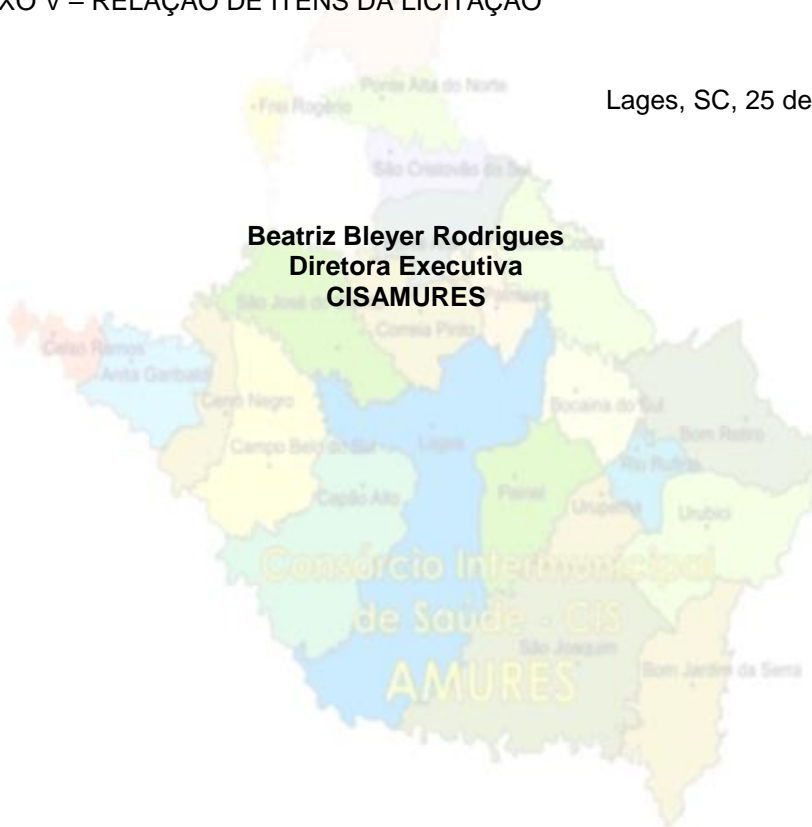 XO V – RELAÇÃO DE ITENS DA LICITAÇÃO
Ponte Alta do Norte
Frei Rogério
Lages, SC, 25 de
São Cristovão do Sul
Beatriz Bleyer Rodrigues
Diretora Executiva
CISAMURES
São José do
Correia Pinto
Celso Ramos
Anita Garibaldi
Cerro Negro
Bocaina do Sul
Campo Belo do Sul
Lages
Bom Retiro
Rio Rufino
Capão Alto
Painel
Urupema
Urubici
Consórcio Intermunicipal
de Saúde - CIS
AMURES
São Joaquim
Bom Jardim da Serra